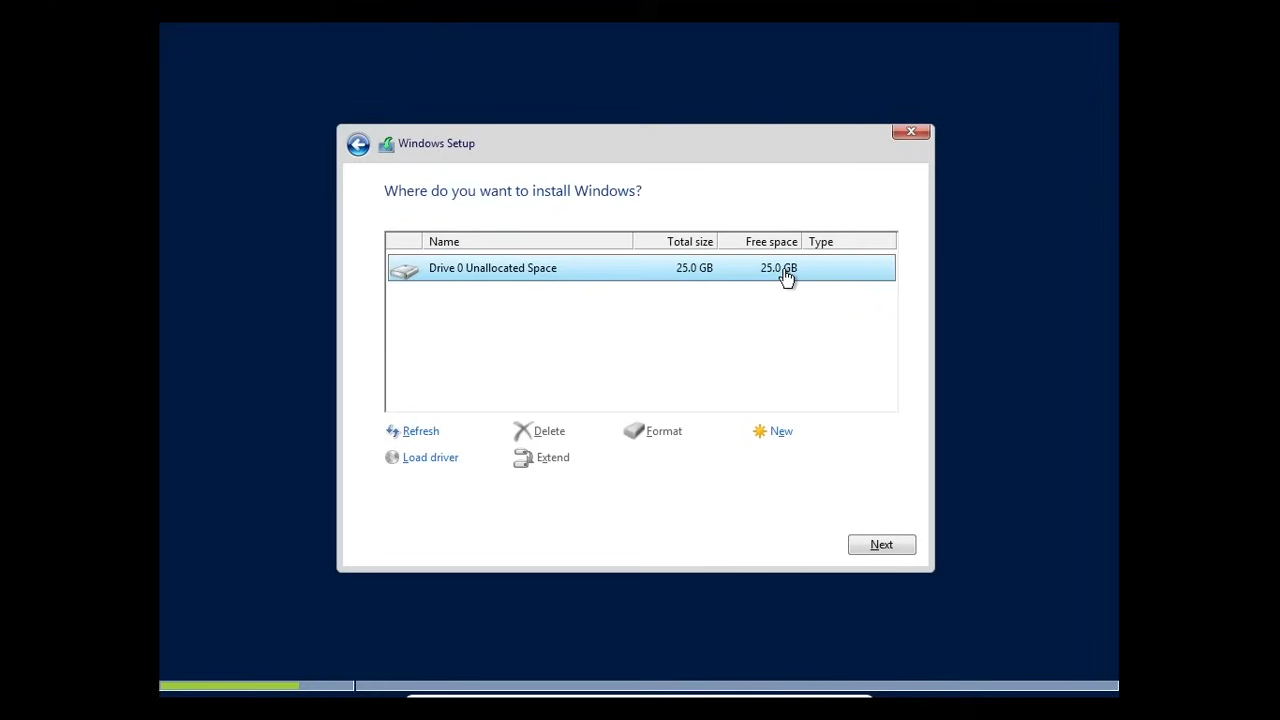 Windows Setup
Where do you want to install Windows?
Name Total size Free space Type
Drive 0 Unallocated Space 25.0 GB 25.0 GB
Refresh Delete Format New
Load driver Extend
Next